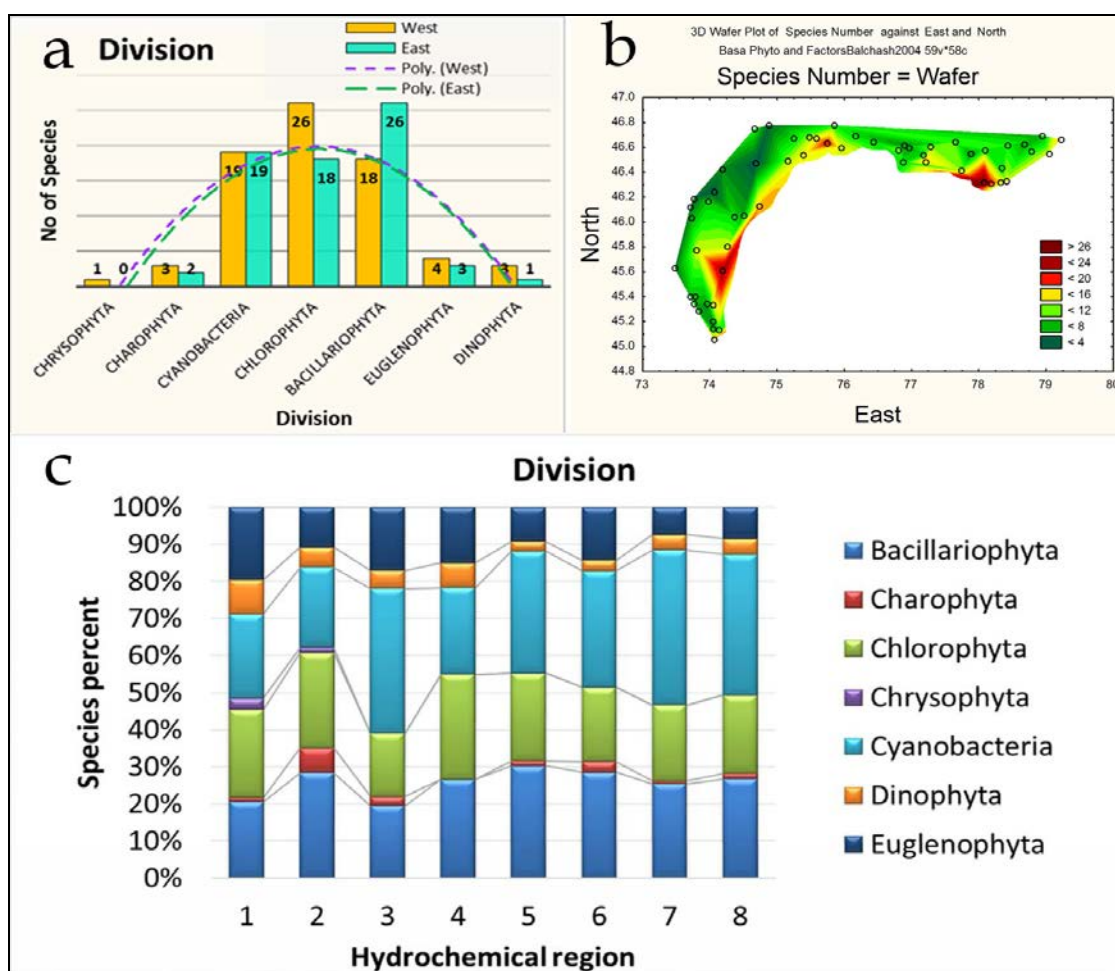 a
Division
West
East
Poly. (West)
Poly. (East)
No of Species
1 0 3 2 19 19 26 18 18 26 4 3 3 1
CHRYSOPHYTA
CHAROPHYTA
CYANOBACTERIA
CHLOROPHYTA
BACILLARIOPHYTA
EUGLENOPHYTA
DINOPHYTA
Division
b
3D Wafer Plot of Species Number against East and North
Basa Phyto and FactorsBalchash2004 59v*58c
Species Number = Wafer
47.0
46.8
46.6
46.4
46.2
46.0
45.8
45.6
45.4
45.2
45.0
44.8
North
> 26
< 24
< 20
< 16
< 12
< 8
< 4
73 74 75 76 77 78 79 80
East
c
Division
100%
90%
80%
70%
60%
50%
40%
30%
20%
10%
0%
Species percent
1 2 3 4 5 6 7 8
Hydrochemical region
Bacillariophyta
Charophyta
Chlorophyta
Chrysophyta
Cyanobacteria
Dinophyta
Euglenophyta